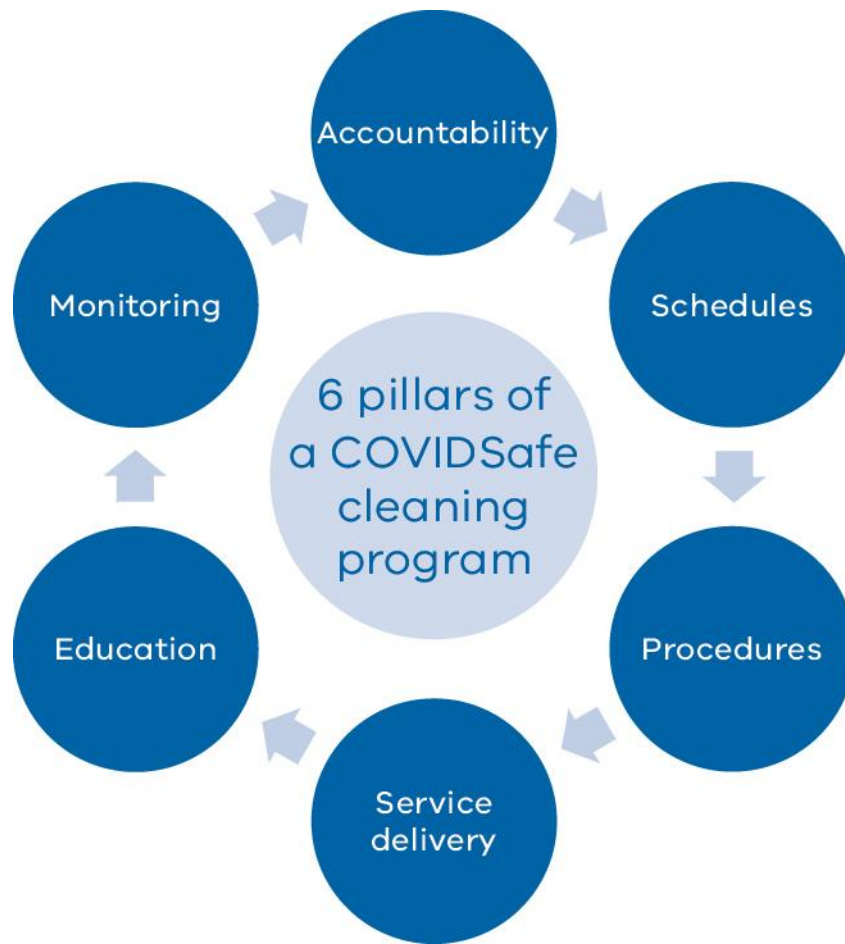 Accountability
Schedules
Procedures
Service
delivery
Education
Monitoring
6 pillars of
a COVIDSafe
cleaning
program